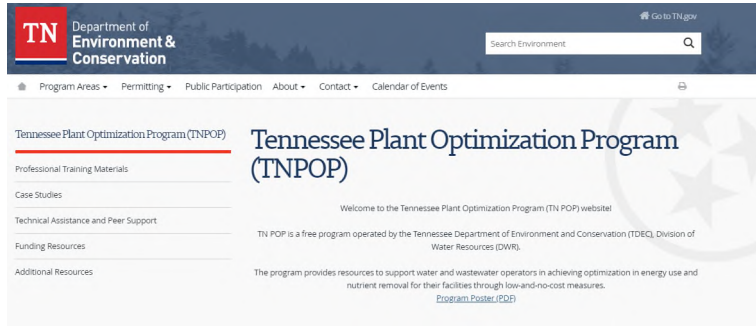 TN
Department of
Environment &
Conservation
Go to TN.gov
Search Environment
Program Areas
Permitting
Public Participation
About
Contact
Calendar of Events
Tennessee Plant Optimization Program (TNPOP)
Professional Training Materials
Case Studies
Technical Assistance and Peer Support
Funding Resources
Additional Resources
Tennessee Plant Optimization Program
(TNPOP)
Welcome to the Tennessee Plant Optimization Program (TN POP) website!
TN POP is a free program operated by the Tennessee Department of Environment and Conservation (TDEC), Division of
Water Resources (DWR).
The program provides resources to support water and wastewater operators in achieving optimization in energy use and
nutrient removal for their facilities through low-and-no-cost measures.
Program Poster (PDF)